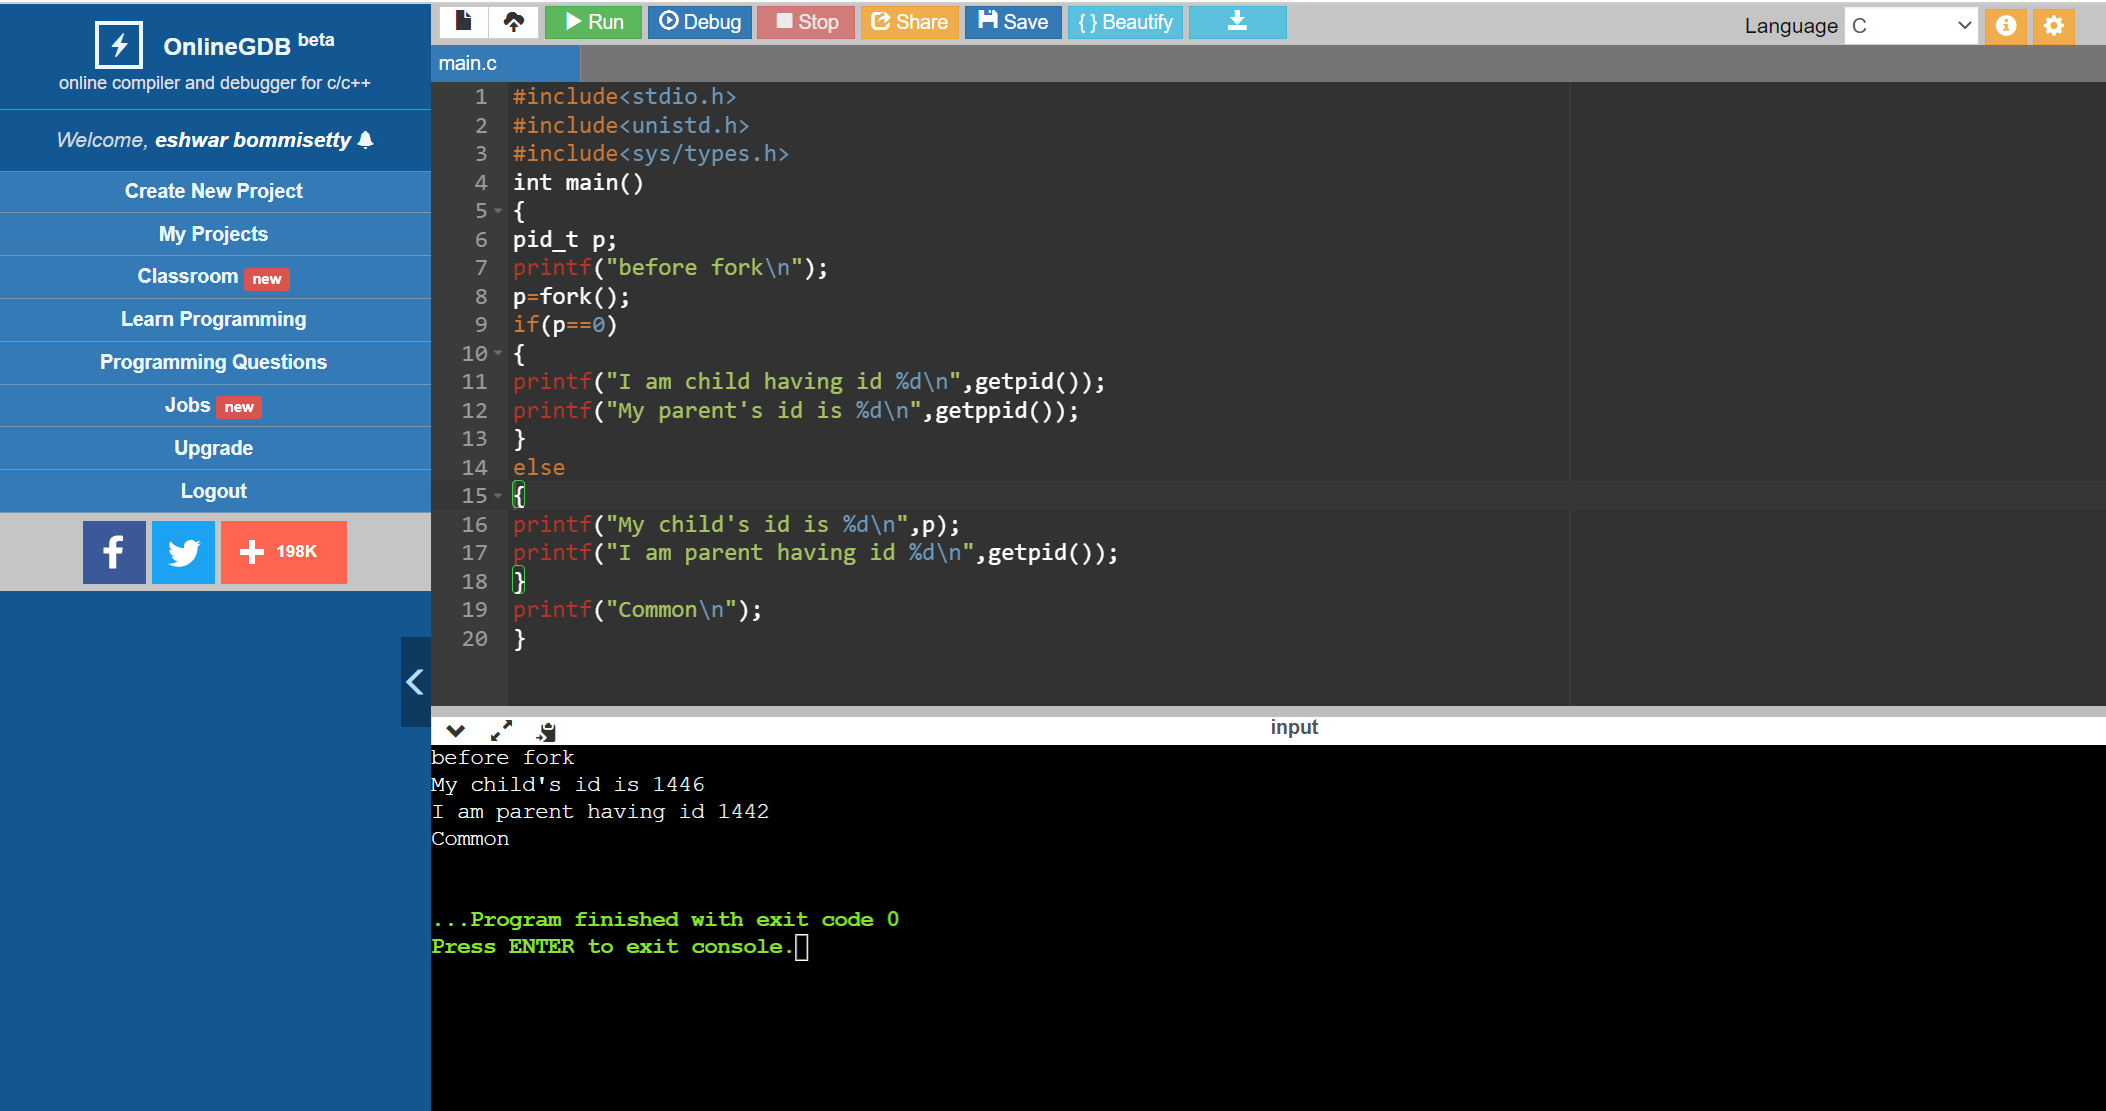 OnlineGDB beta
online compiler and debugger for c/c++
Welcome, eshwar bommisetty
Create New Project
My Projects
Classroom new
Learn Programming
Programming Questions
Jobs new
Upgrade
Logout
198K
Run Debug Stop Share Save { } Beautify
Language C
main.c
1 #include<stdio.h>
2 #include<unistd.h>
3 #include<sys/types.h>
4 int main()
5 {
6 pid_t p;
7 printf("before fork\n");
8 p=fork();
9 if(p==0)
10 {
11 printf("I am child having id %d\n",getpid());
12 printf("My parent's id is %d\n",getppid());
13 }
14 else
15 {
16 printf("My child's id is %d\n",p);
17 printf("I am parent having id %d\n",getpid());
18 }
19 printf("Common\n");
20 }
input
before fork
My child's id is 1446
I am parent having id 1442
Common
...Program finished with exit code 0
Press ENTER to exit console.